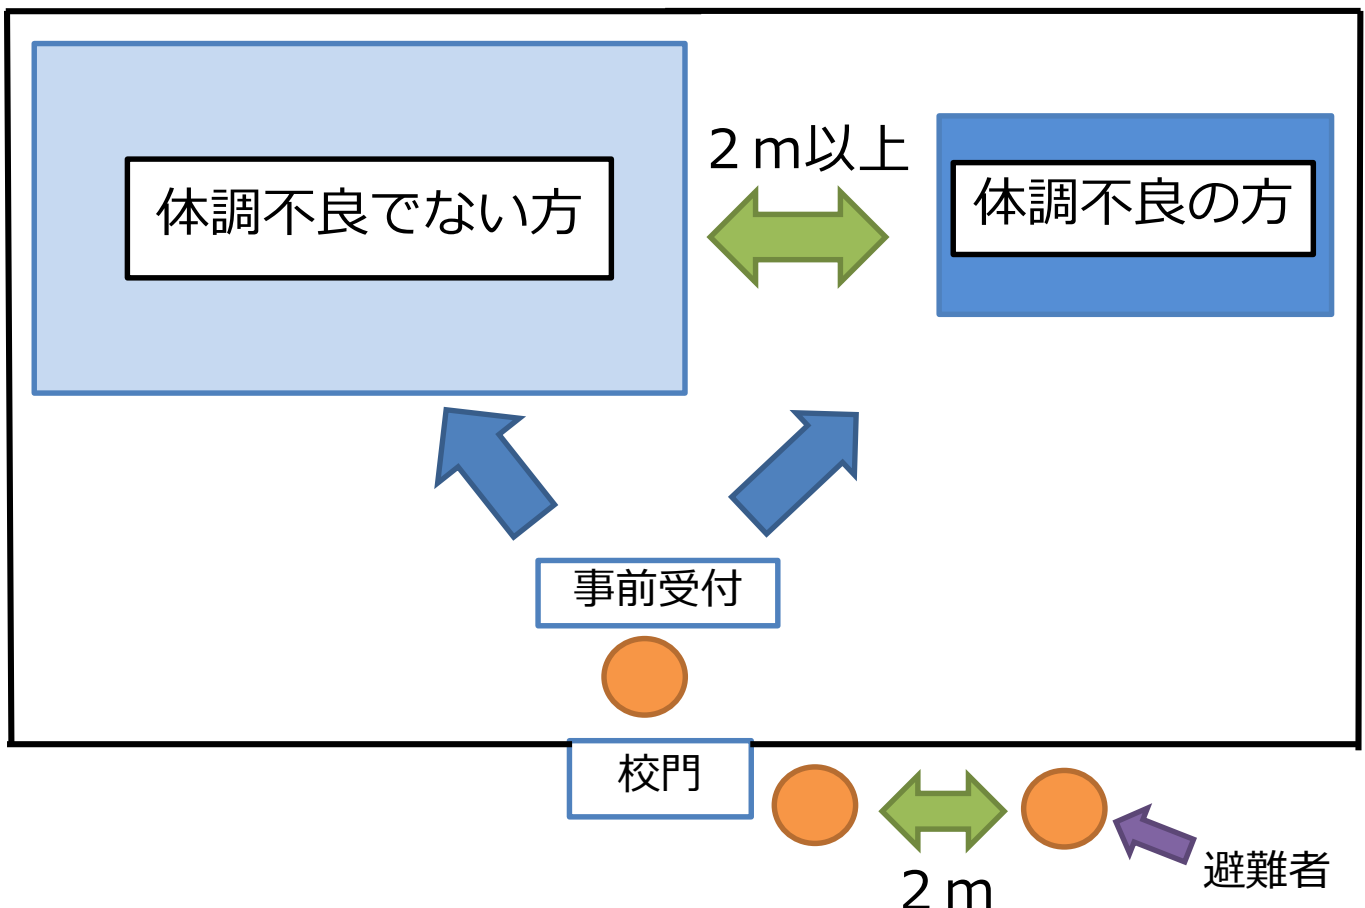 ２ｍ以上
体調不良でない方
体調不良の方
事前受付
校門
避難者
２ｍ